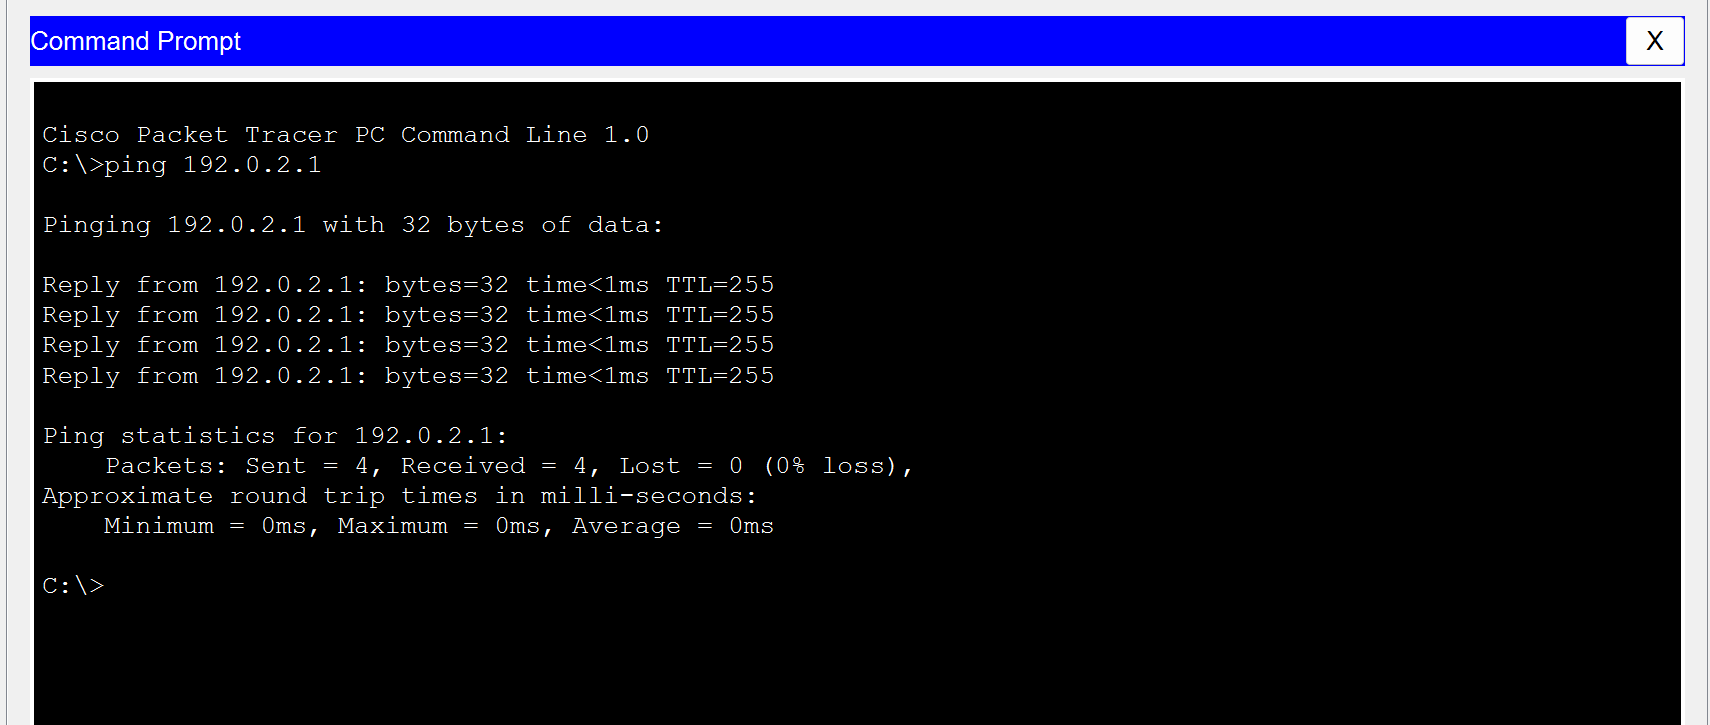 Command Prompt
X
Cisco Packet Tracer PC Command Line 1.0
C:\>ping 192.0.2.1
Pinging 192.0.2.1 with 32 bytes of data:
Reply from 192.0.2.1: bytes=32 time<1ms TTL=255
Reply from 192.0.2.1: bytes=32 time<1ms TTL=255
Reply from 192.0.2.1: bytes=32 time<1ms TTL=255
Reply from 192.0.2.1: bytes=32 time<1ms TTL=255
Ping statistics for 192.0.2.1:
    Packets: Sent = 4, Received = 4, Lost = 0 (0% loss),
Approximate round trip times in milli-seconds:
    Minimum = 0ms, Maximum = 0ms, Average = 0ms
C:\>